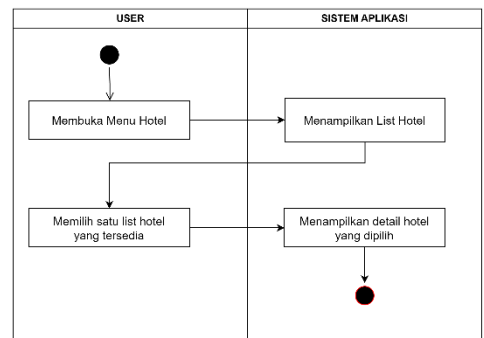 USER
SISTEM APLIKASI
Membuka Menu Hotel
Menampilkan List Hotel
Memilih satu list hotel
yang tersedia
Menampilkan detail hotel
yang dipilih